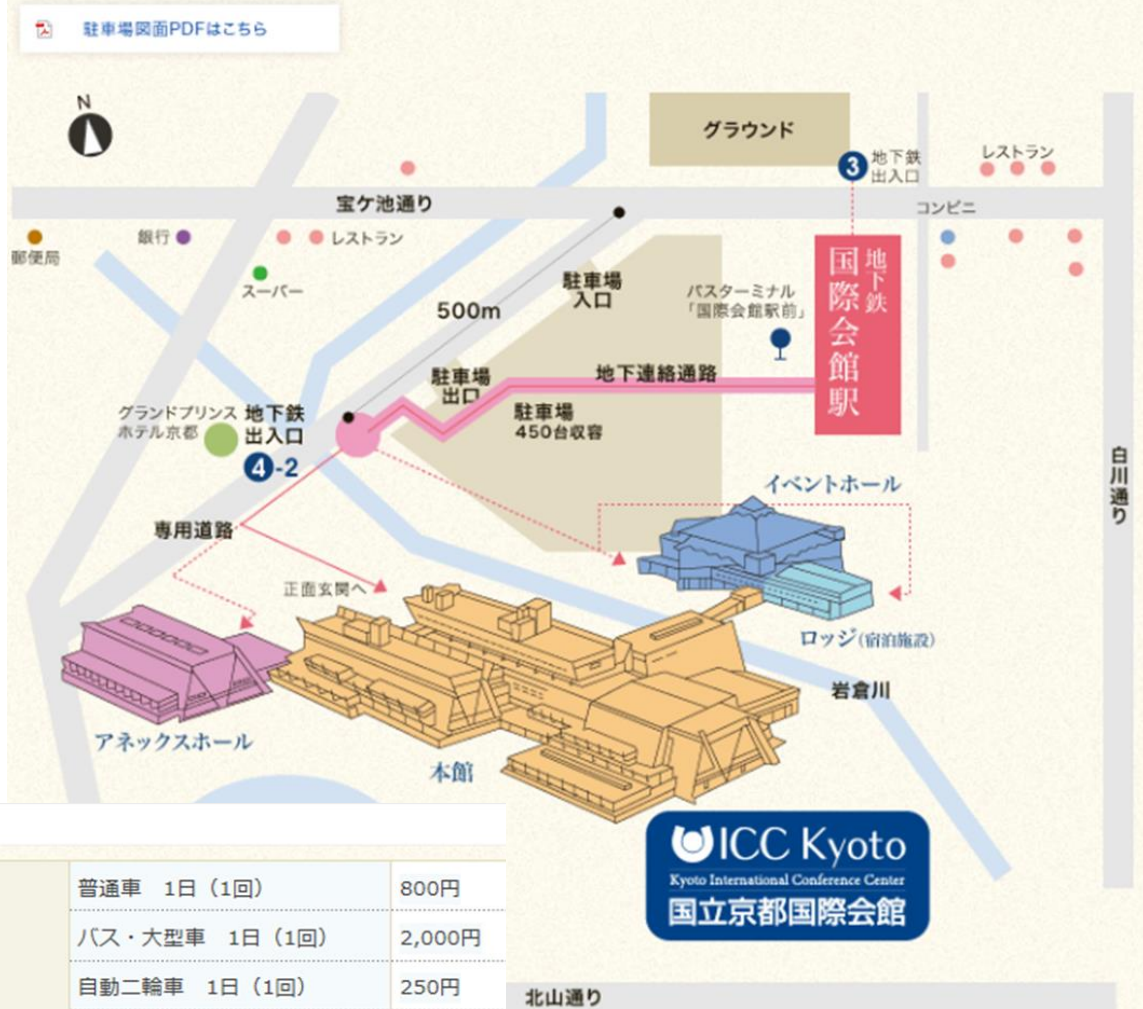 駐車場図面PDFはこちら
N
グラウンド
3 地下鉄
出入口
レストラン
宝ケ池通り
コンビニ
郵便局
銀行
レストラン
スーパー
500m
駐車場
入口
バスターミナル
「国際会館駅前」
地下鉄
国際会館駅
駐車場
出口
地下連絡通路
駐車場
450台収容
グランドプリンス
ホテル京都
地下鉄
出入口
4-2
白川通り
専用道路
イベントホール
正面玄関へ
ロッジ(宿泊施設)
岩倉川
アネックスホール
本館
ICC Kyoto
Kyoto International Conference Center
国立京都国際会館
普通車 1日（1回） 800円
バス・大型車 1日（1回） 2,000円
自動二輪車 1日（1回） 250円
北山通り